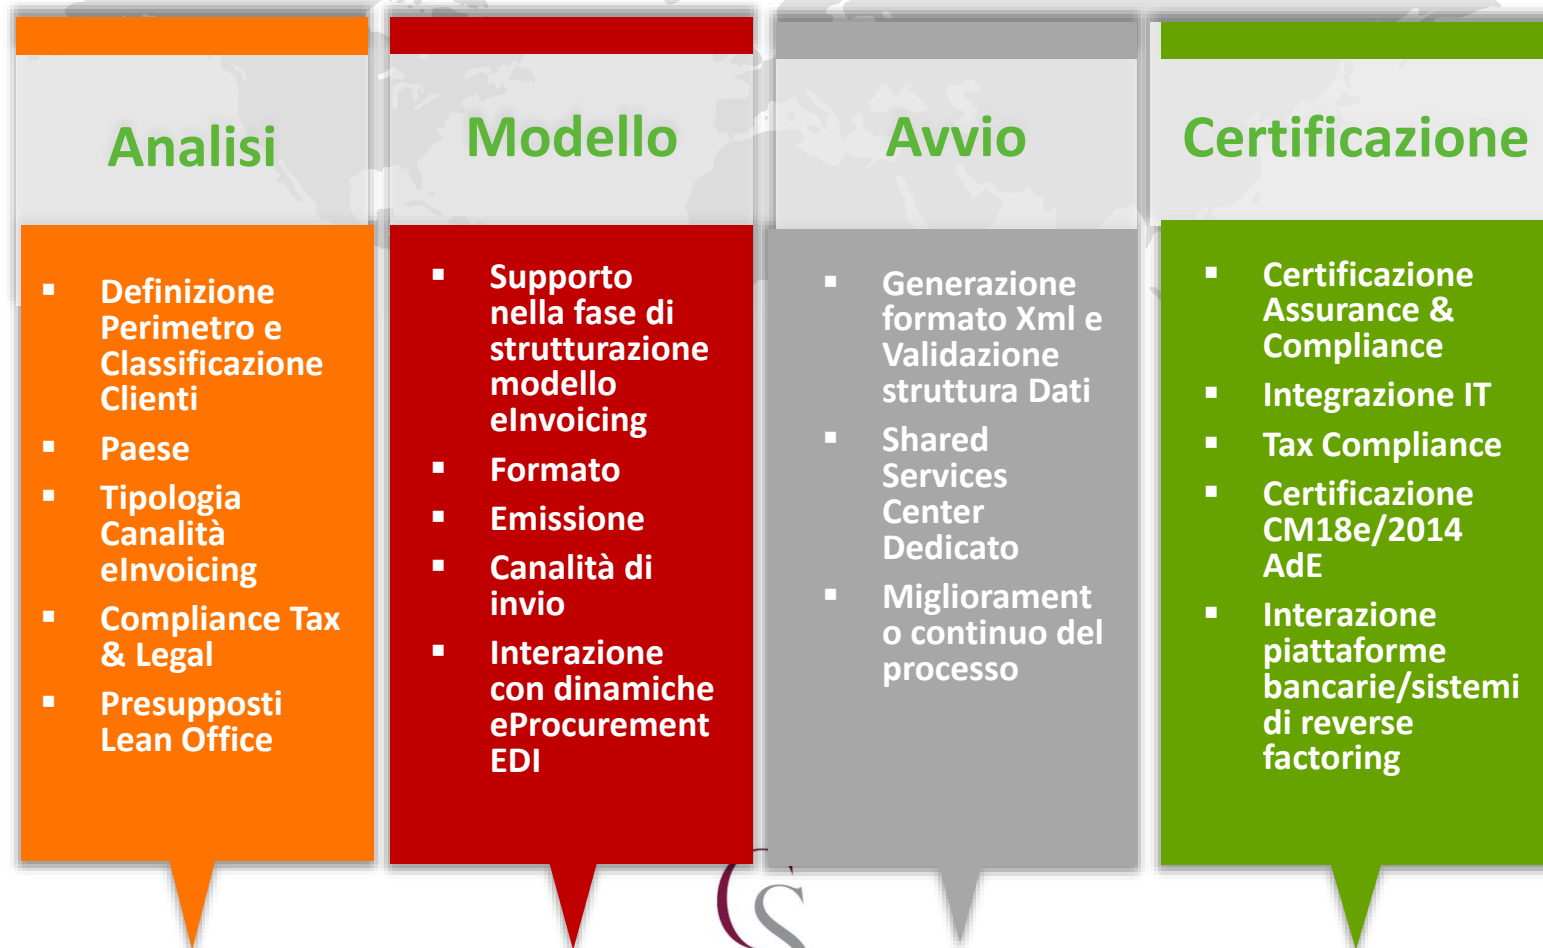 Analisi
▪ Definizione
Perimetro e
Classificazione
Clienti
▪ Paese
▪ Tipologia
Canalità
eInvoicing
▪ Compliance Tax
& Legal
▪ Presupposti
Lean Office
Modello
▪ Supporto
nella fase di
strutturazione
modello
eInvoicing
▪ Formato
▪ Emissione
▪ Canalità di
invio
▪ Interazione
con dinamiche
eProcurement
EDI
Avvio
▪ Generazione
formato Xml e
Validazione
struttura Dati
▪ Shared
Services
Center
Dedicato
▪ Migliorament
o continuo del
processo
Certificazione
▪ Certificazione
Assurance &
Compliance
▪ Integrazione IT
▪ Tax Compliance
▪ Certificazione
CM18e/2014
AdE
▪ Interazione
piattaforme
bancarie/sistemi
di reverse
factoring